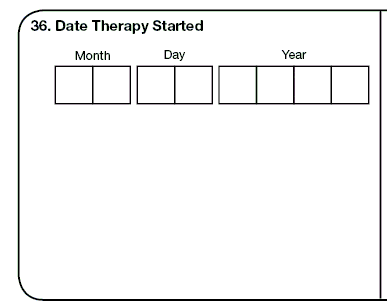 36. Date Therapy Started
Month Day Year